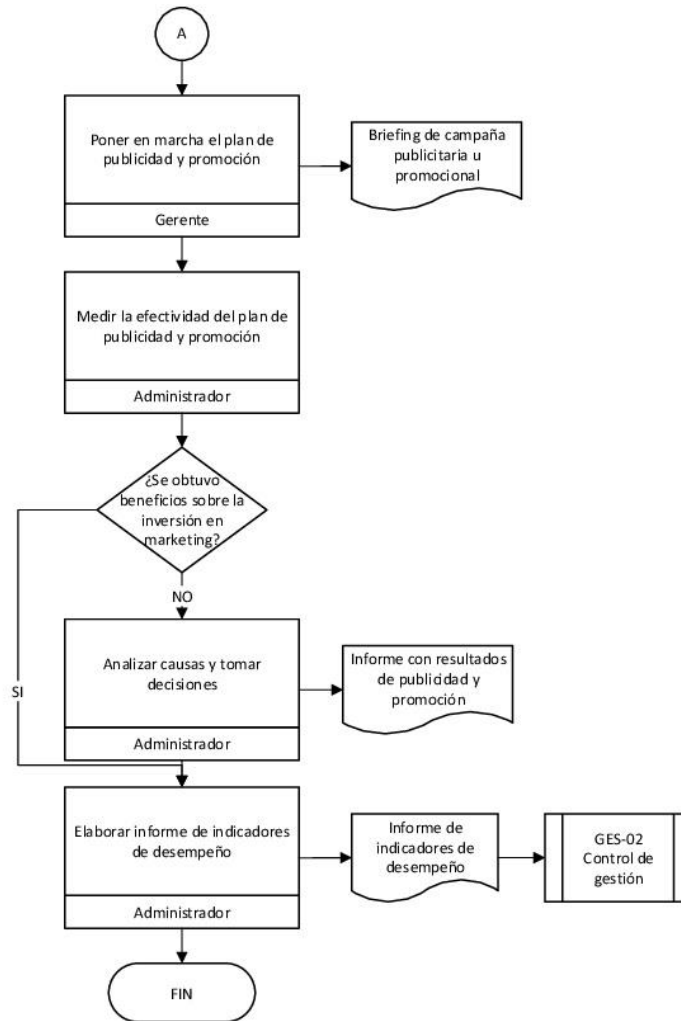 A
Poner en marcha el plan de
publicidad y promoción
Gerente
Briefing de campaña
publicitaria u
promocional
Medir la efectividad del plan de
publicidad y promoción
Administrador
¿Se obtuvo
beneficios sobre la
inversión en
marketing?
NO
SI
Analizar causas y tomar
decisiones
Administrador
Informe con resultados
de publicidad y
promoción
Elaborar informe de indicadores
de desempeño
Administrador
Informe de
indicadores de
desempeño
GES-02
Control de
gestión
FIN